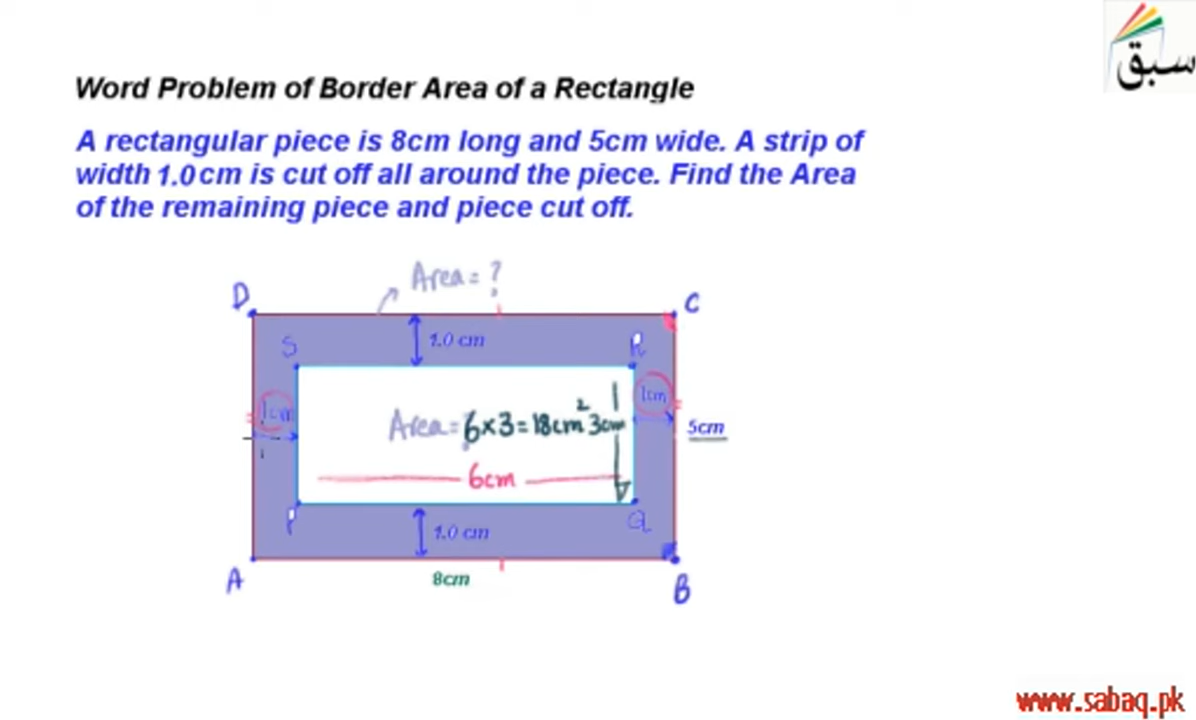 سبق
Word Problem of Border Area of a Rectangle
A rectangular piece is 8cm long and 5cm wide. A strip of
width 1.0cm is cut off all around the piece. Find the Area
of the remaining piece and piece cut off.
Area = ?
D
C
S
1.0 cm
R
1cm
1cm
Area = 6×3=18cm² 3cm
5cm
6cm
P
Q
1.0 cm
A
8cm
B
www.sabaq.pk